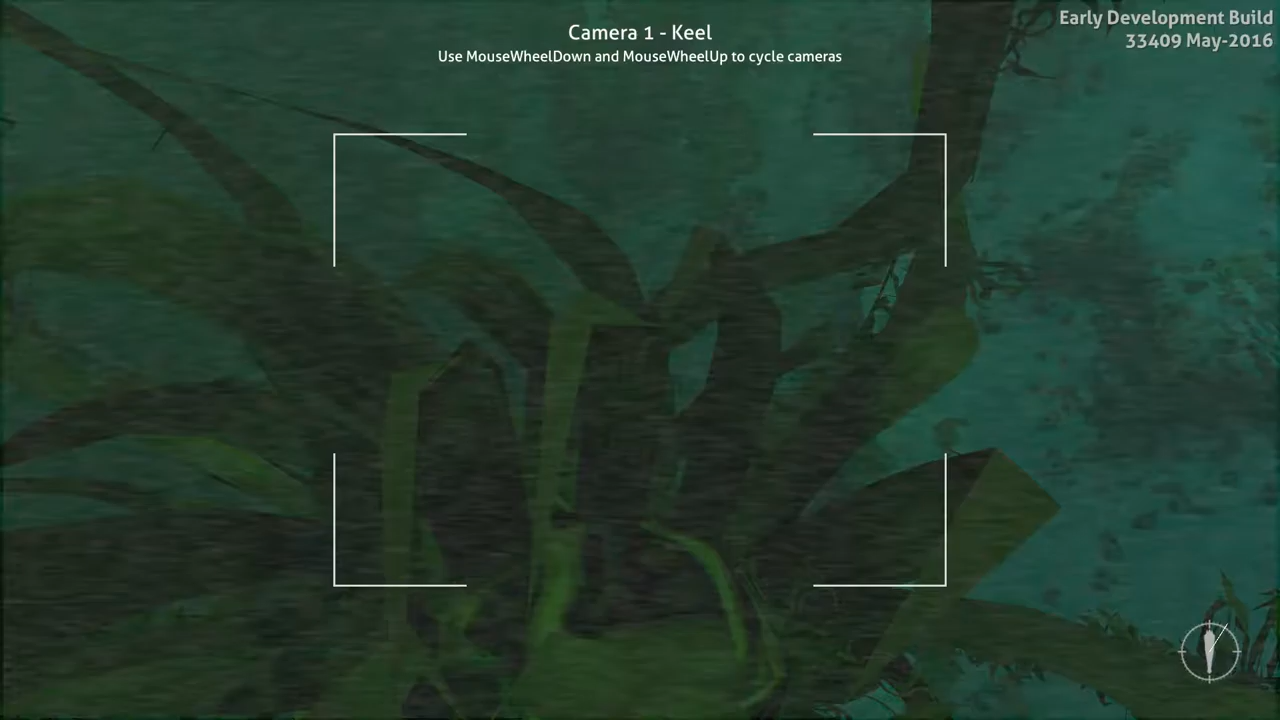 Camera 1 - Keel
Use MouseWheelDown and MouseWheelUp to cycle cameras
Early Development Build
33409 May-2016